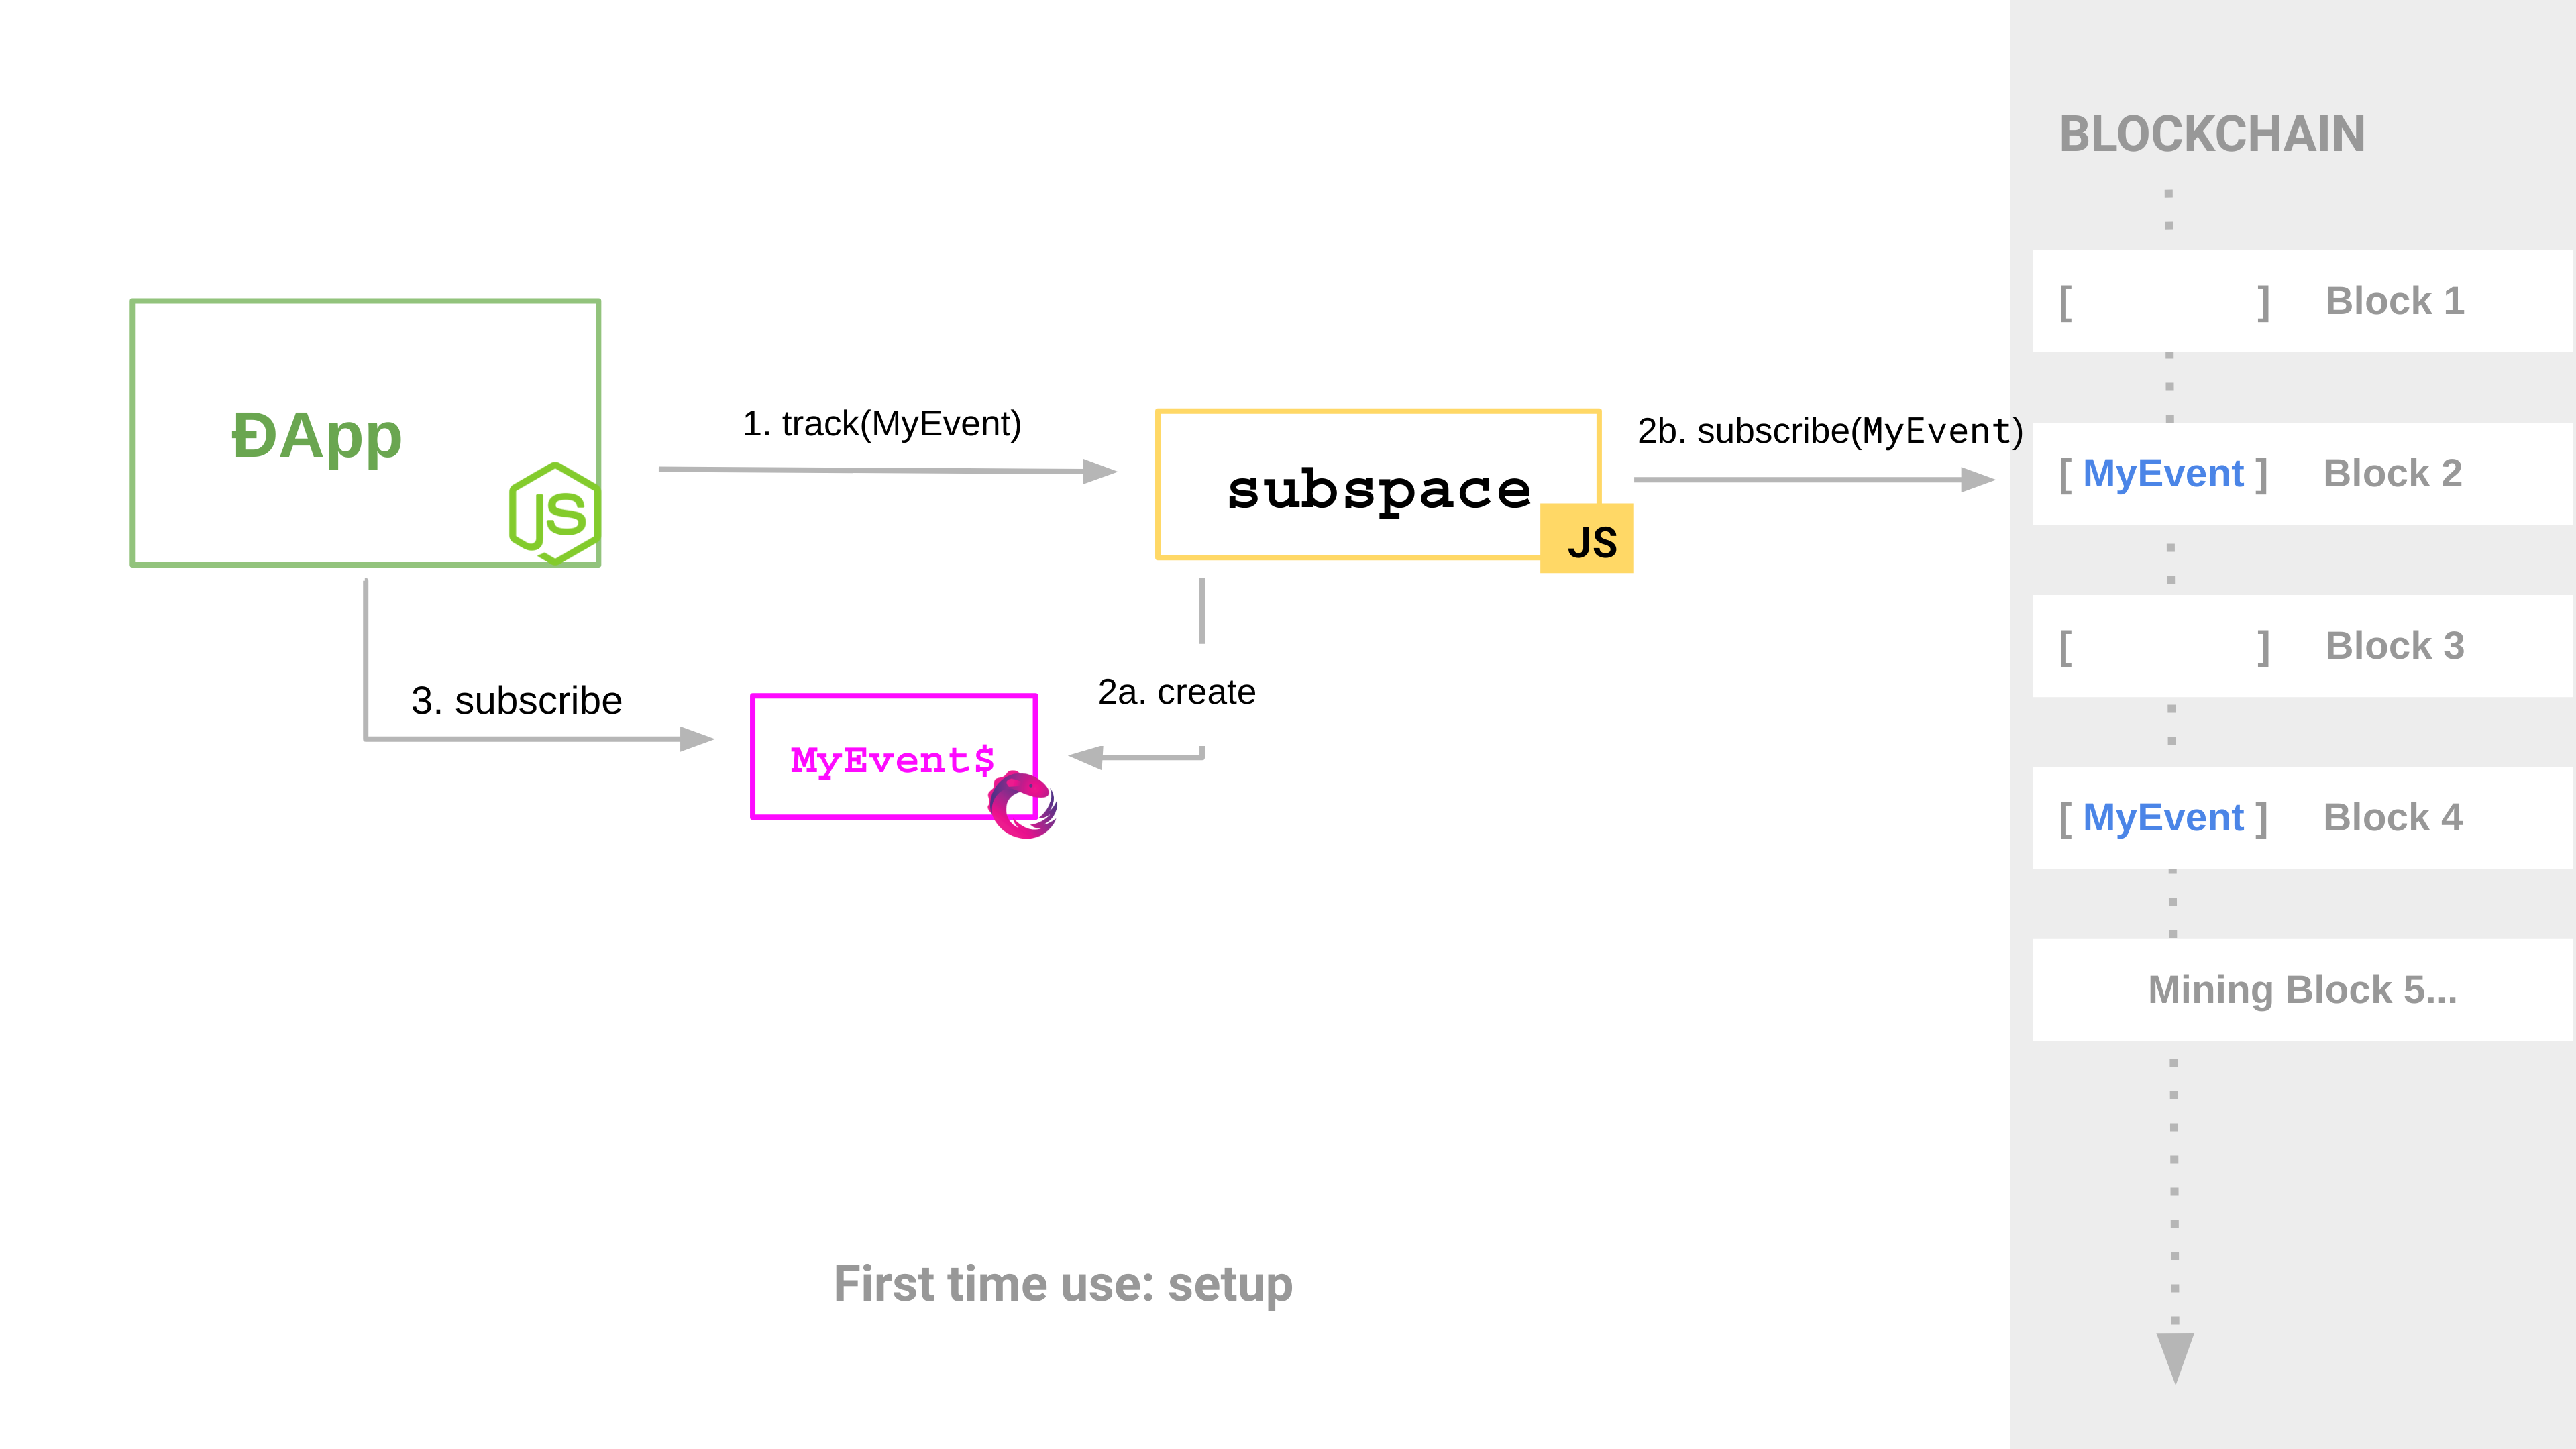 BLOCKCHAIN
[ ] Block 1
ĐApp
JS
1. track(MyEvent)
subspace
JS
2b. subscribe(MyEvent)
[ MyEvent ] Block 2
[ ] Block 3
3. subscribe
2a. create
MyEvent$
[ MyEvent ] Block 4
Mining Block 5...
First time use: setup